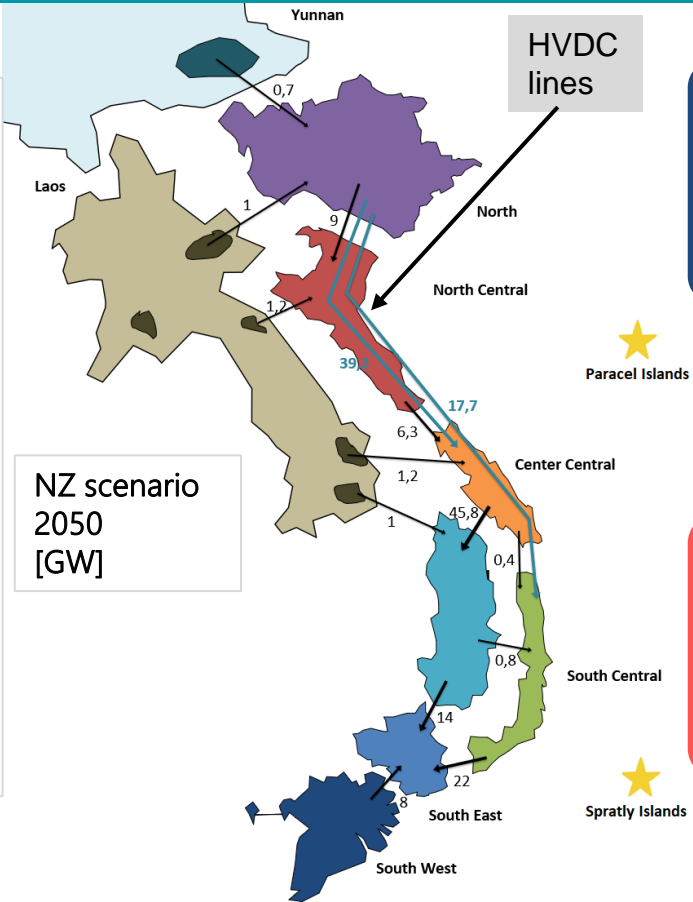 Yunnan
HVDC
lines
0,7
Laos
1
North
9
North Central
1,2
39,2
Paracel Islands
17,7
6,3
Center Central
1,2
NZ scenario
2050
[GW]
45,8
1
0,4
0,8
South Central
14
22
8
South East
Spratly Islands
South West